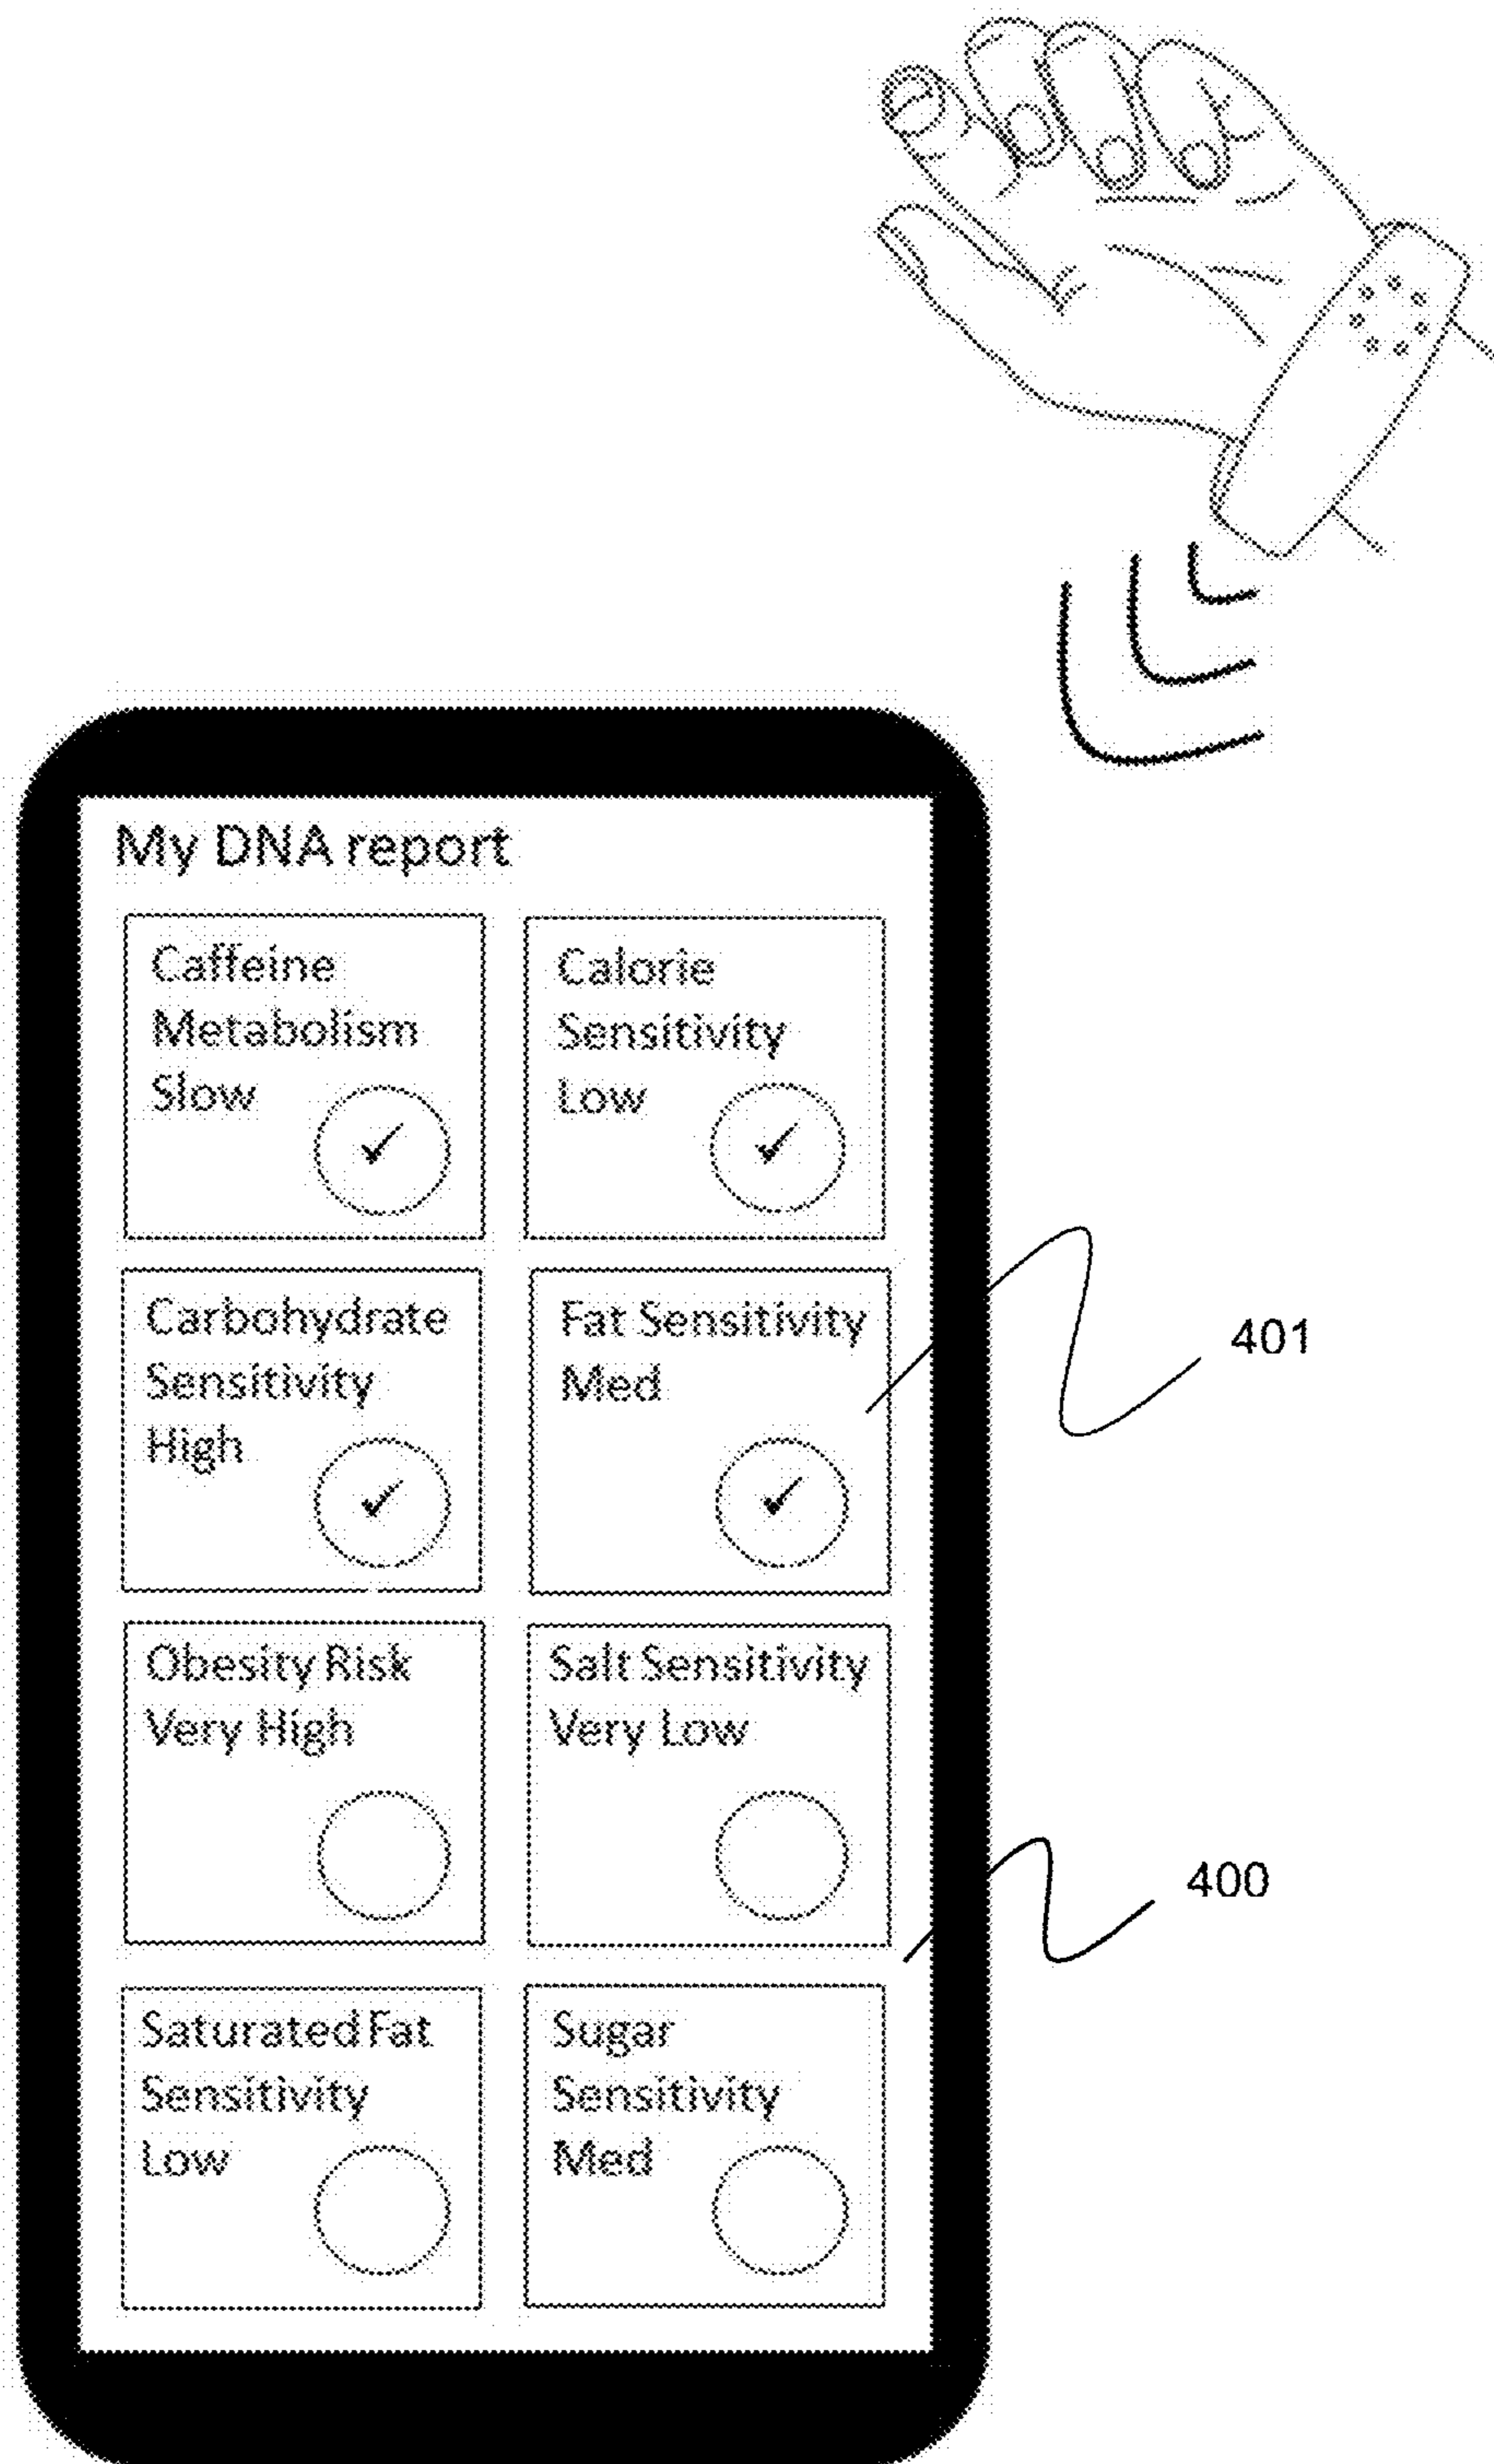 My DNA report
Caffeine
Metabolism
Slow
Calorie
Sensitivity
Low
Carbohydrate
Sensitivity
High
Fat Sensitivity
Med
401
Obesity Risk
Very High
Salt Sensitivity
Very Low
400
Saturated Fat
Sensitivity
Low
Sugar
Sensitivity
Med